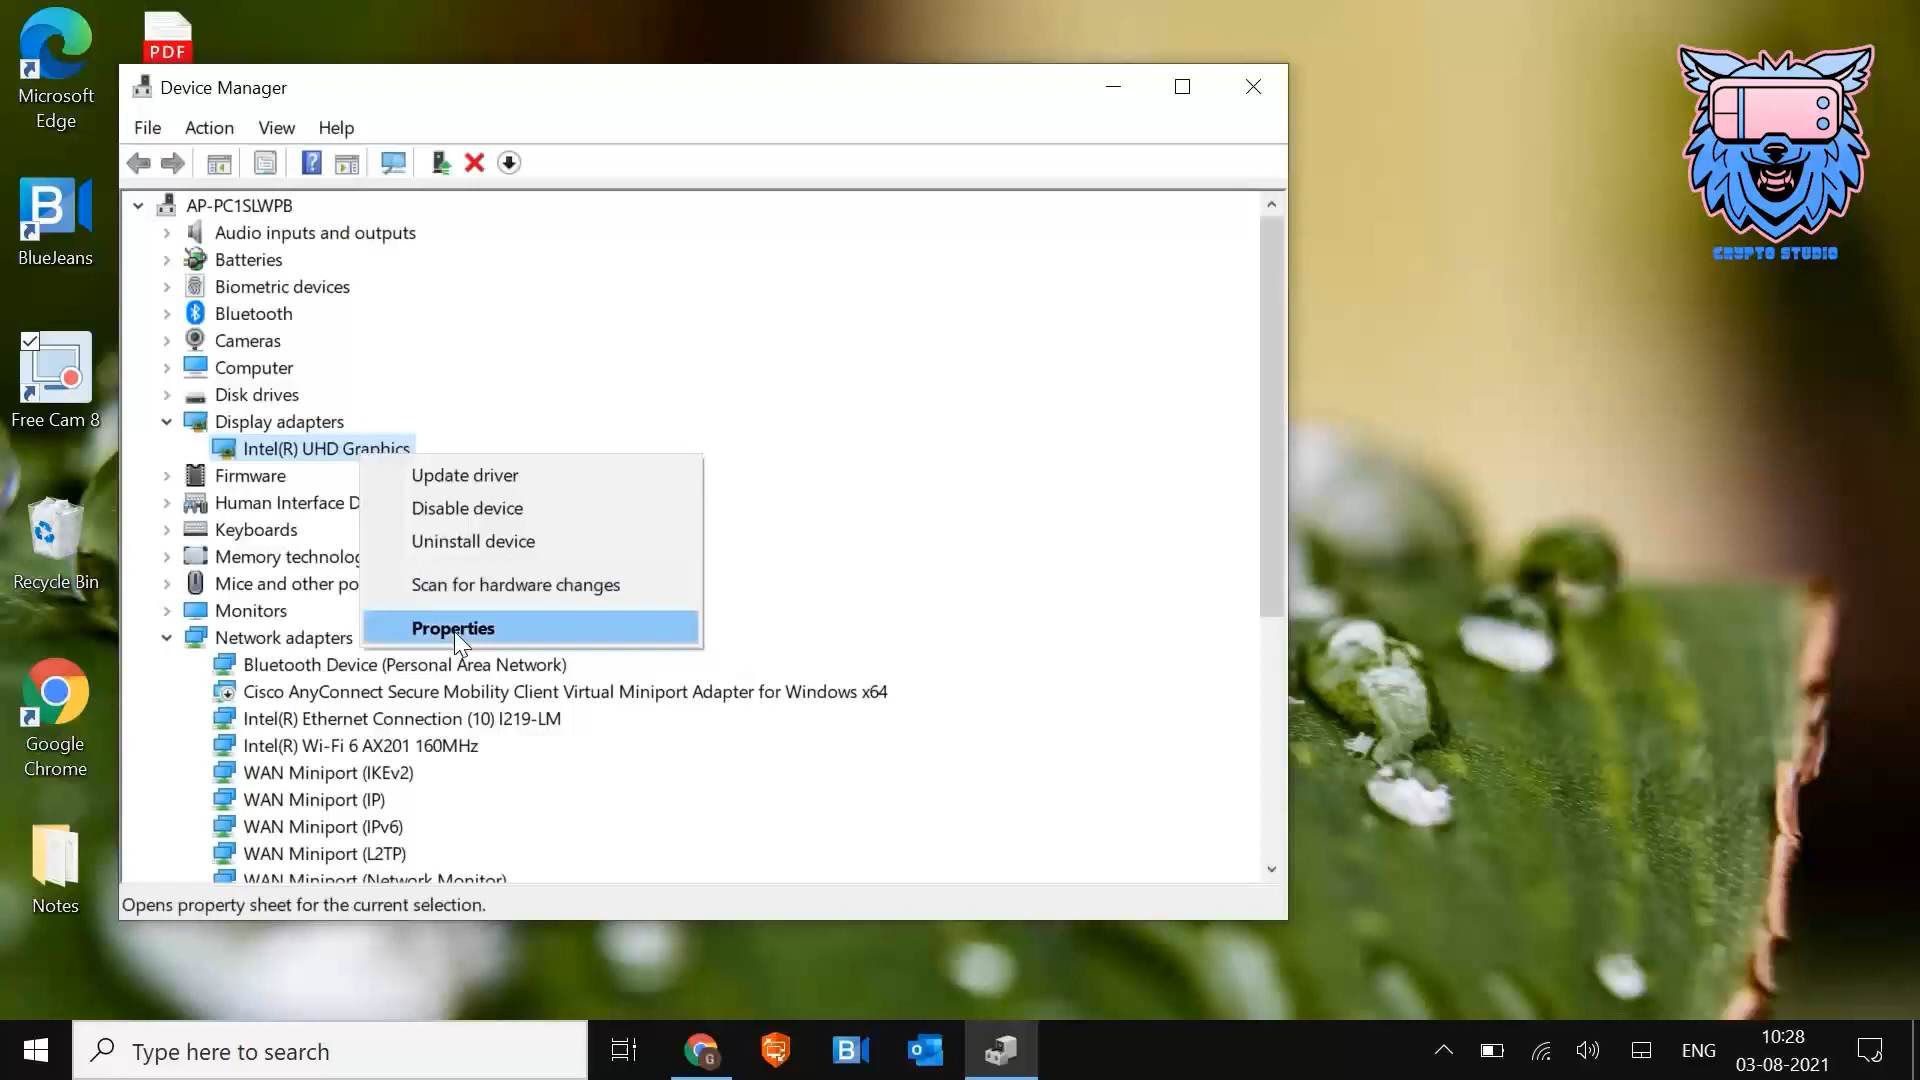 PDF
Microsoft
Edge
Device Manager
File Action View Help
AP-PC1SLWPB
Audio inputs and outputs
Batteries
Biometric devices
Bluetooth
Cameras
Computer
Disk drives
Display adapters
Intel(R) UHD Graphics
Firmware
Human Interface D
Keyboards
Memory technolog
Mice and other po
Monitors
Network adapters
Update driver
Disable device
Uninstall device
Scan for hardware changes
Properties
Bluetooth Device (Personal Area Network)
Cisco AnyConnect Secure Mobility Client Virtual Miniport Adapter for Windows x64
Intel(R) Ethernet Connection (10) I219-LM
Intel(R) Wi-Fi 6 AX201 160MHz
WAN Miniport (IKEv2)
WAN Miniport (IP)
WAN Miniport (IPv6)
WAN Miniport (L2TP)
WAN Miniport (Network Monitor)
Opens property sheet for the current selection.
BlueJeans
Free Cam 8
Recycle Bin
Google
Chrome
Notes
CRYPTO STUDIO
Type here to search
ENG
10:28
03-08-2021